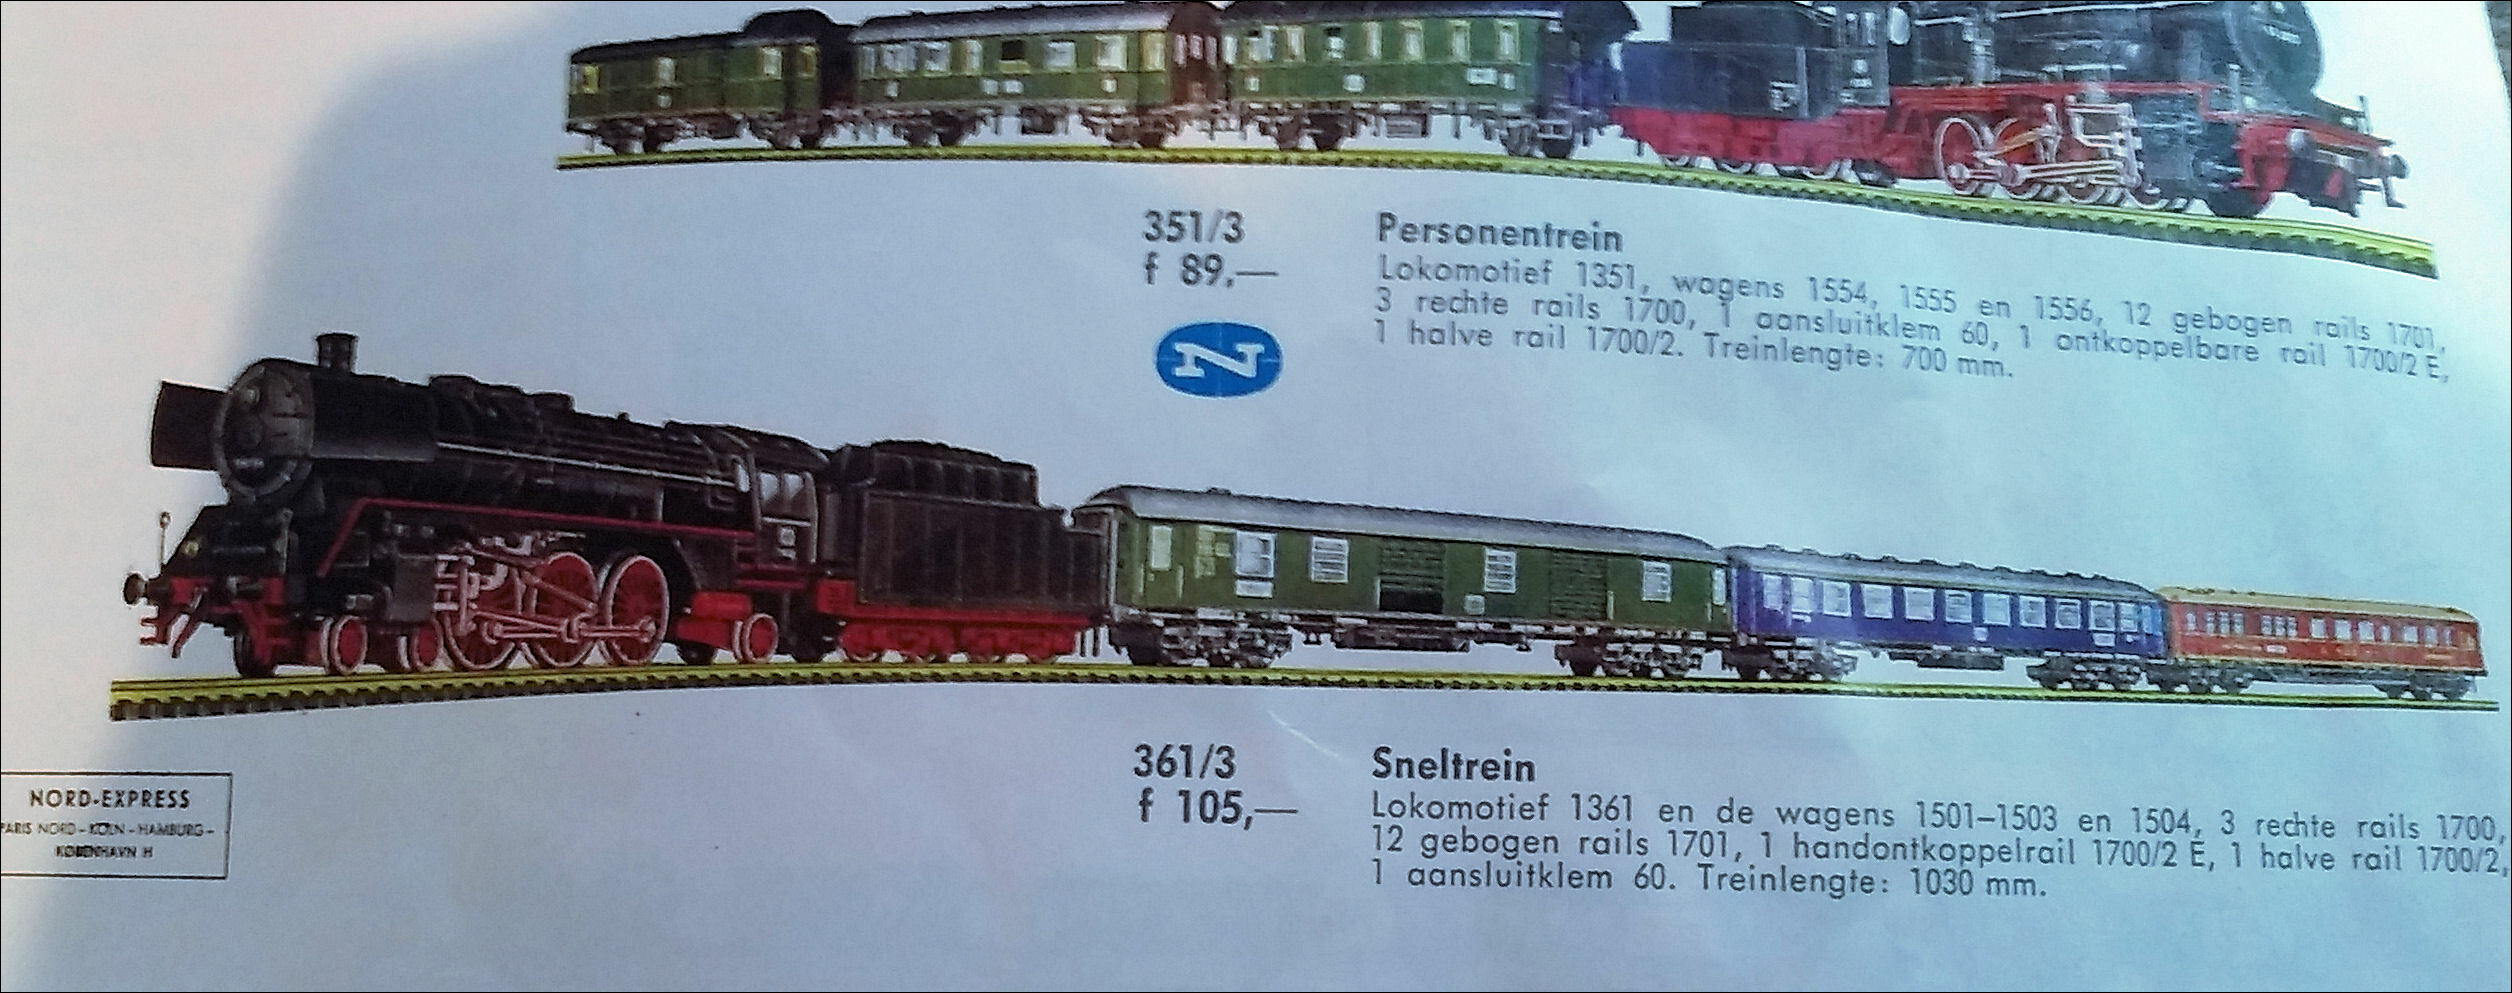 351/3
f 89,—
Personentrein
Lokomotief 1351, wagens 1554, 1555 en 1556, 12 gebogen rails 1701,
3 rechte rails 1700, 1 aansluitklem 60, 1 ontkoppelbare rail 1700/2 E,
1 halve rail 1700/2. Treinlengte: 700 mm.
N
361/3
f 105,—
Sneltrein
Lokomotief 1361 en de wagens 1501–1503 en 1504, 3 rechte rails 1700,
12 gebogen rails 1701, 1 handontkoppelrail 1700/2 E, 1 halve rail 1700/2,
1 aansluitklem 60. Treinlengte: 1030 mm.
NORD-EXPRESS
PARIS NORD - KÖLN - HAMBURG -
KØBENHAVN H